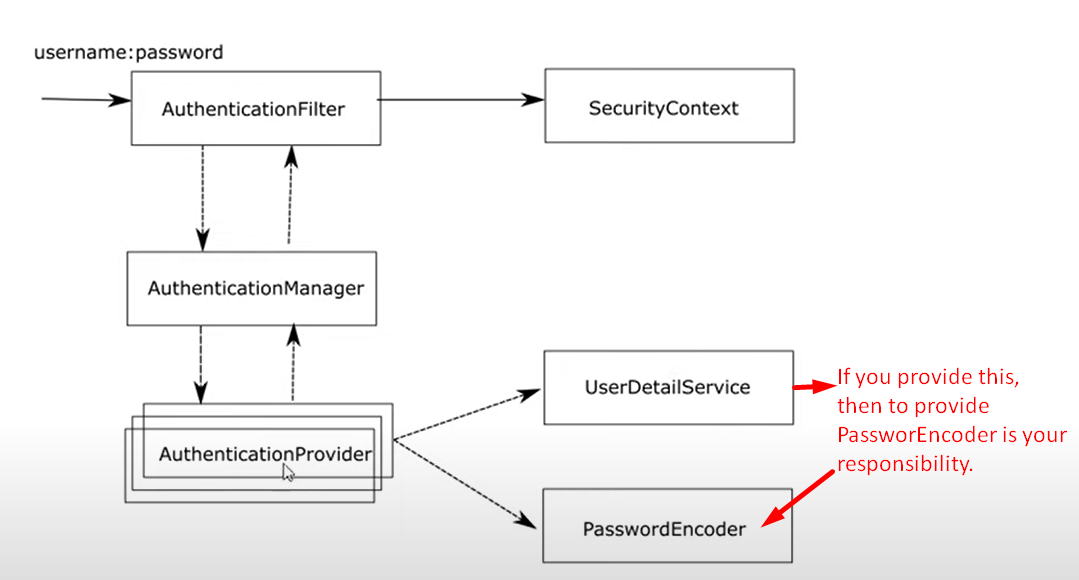 username:password
AuthenticationFilter
SecurityContext
AuthenticationManager
UserDetailService
If you provide this,
then to provide
PassworEncoder is your
responsibility.
AuthenticationProvider
PasswordEncoder